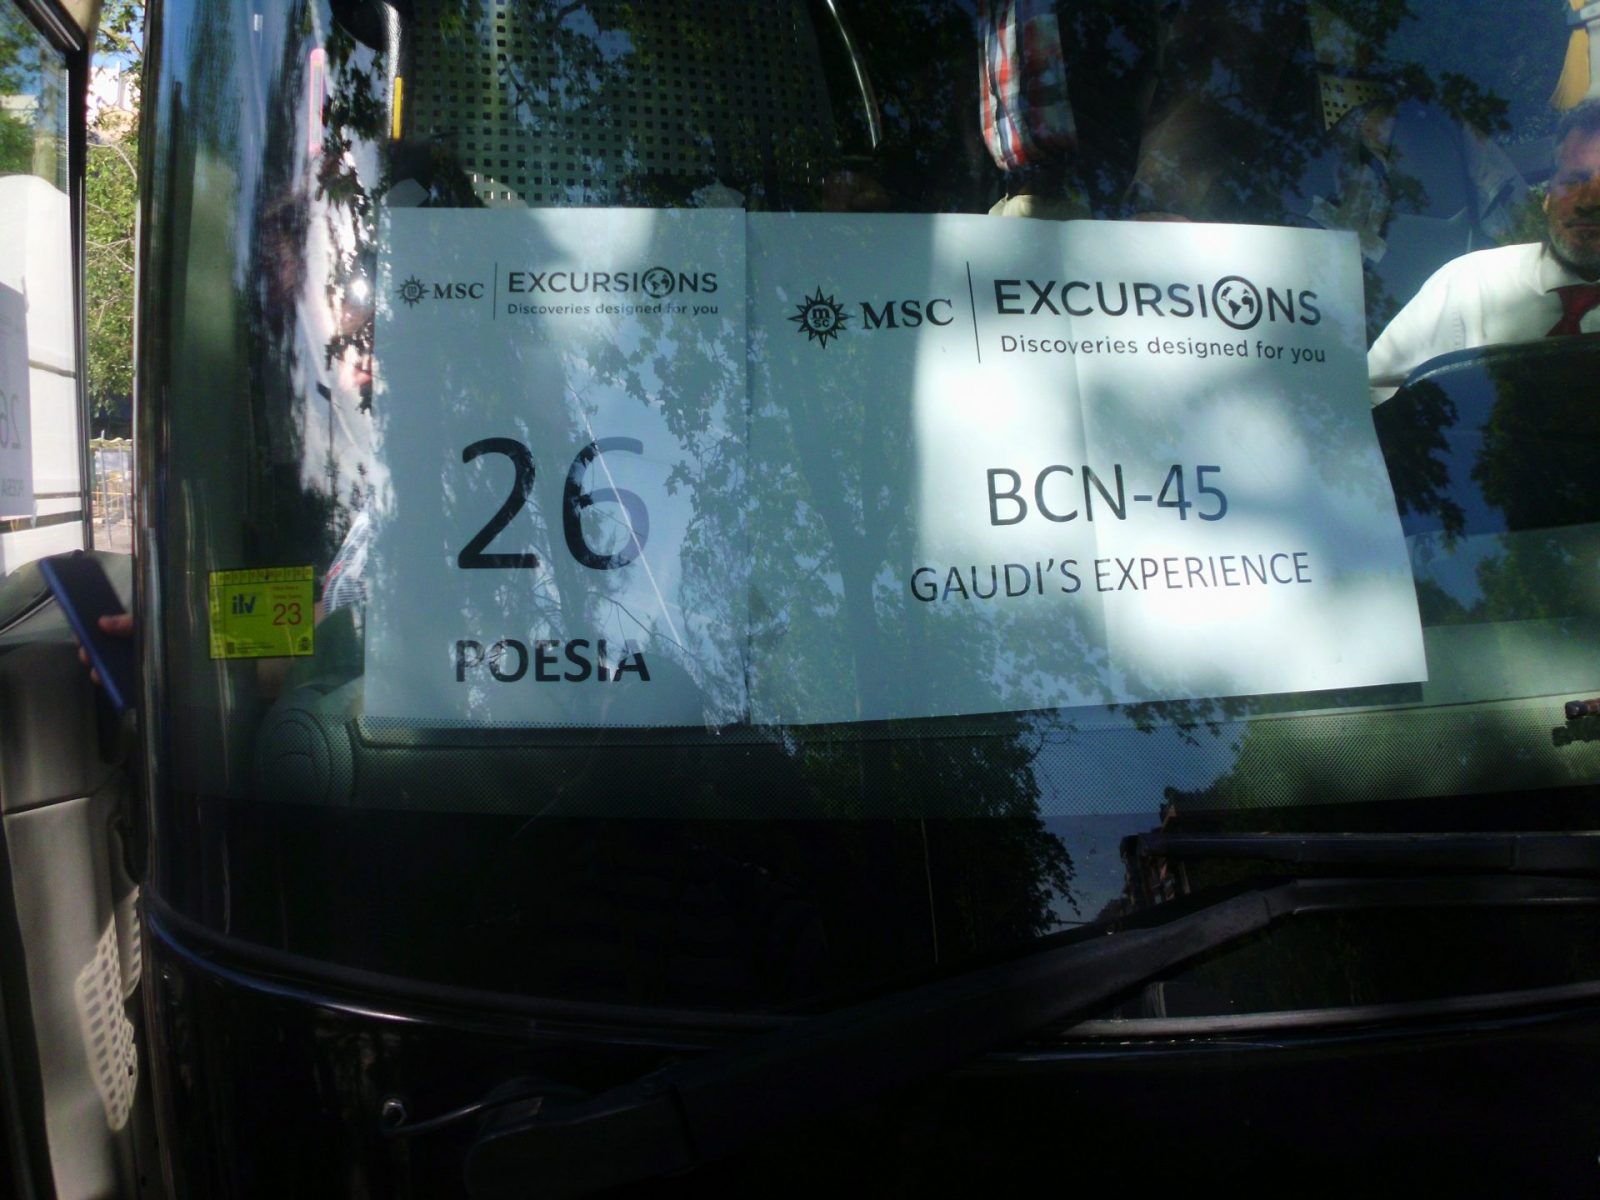 MSC EXCURSIONS
Discoveries designed for you
26
POESIA
MSC EXCURSIONS
Discoveries designed for you
BCN-45
GAUDI'S EXPERIENCE
itv
23